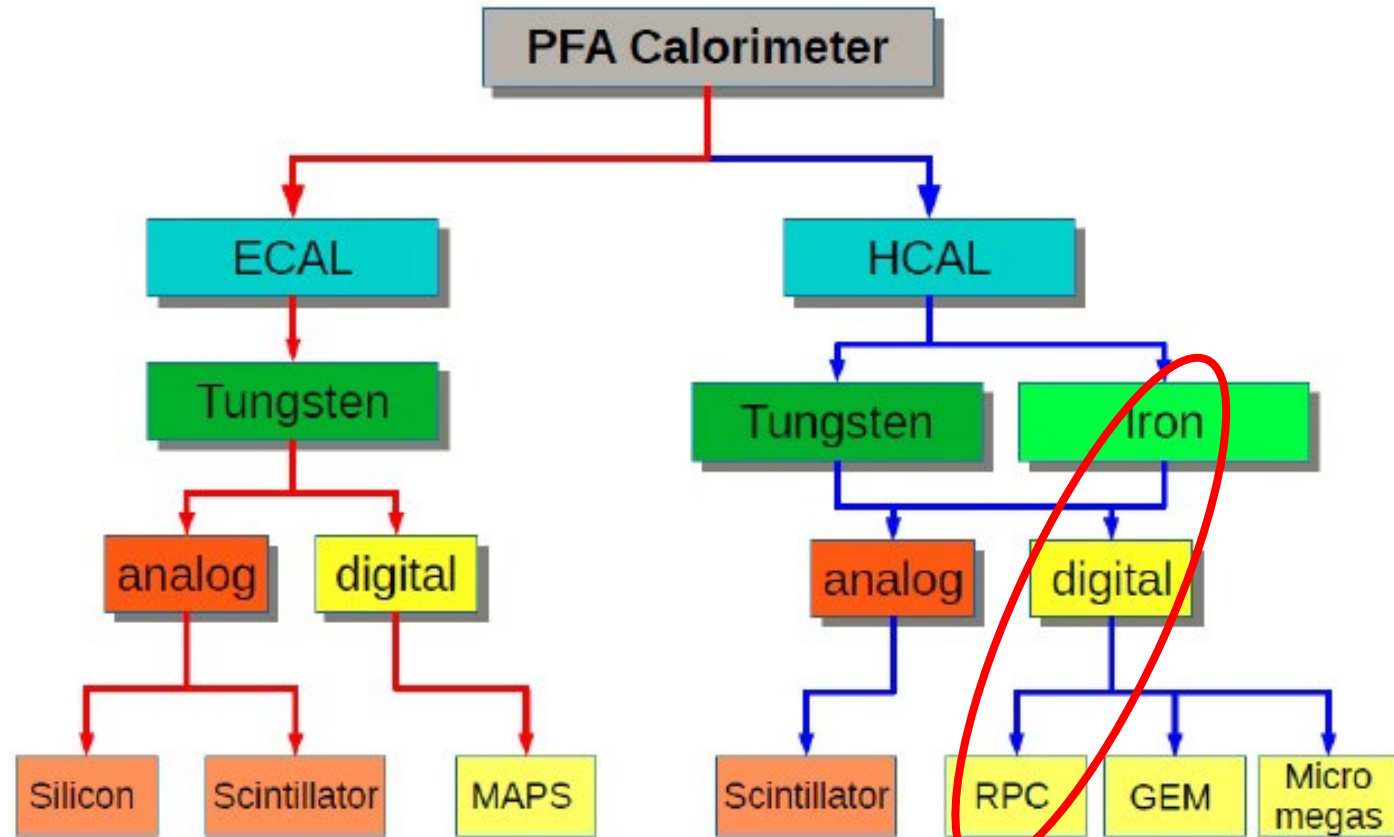 PFA Calorimeter
ECAL
HCAL
Tungsten
Tungsten
Iron
analog
digital
analog
digital
Silicon
Scintillator
MAPS
Scintillator
RPC
GEM
Micro
megas